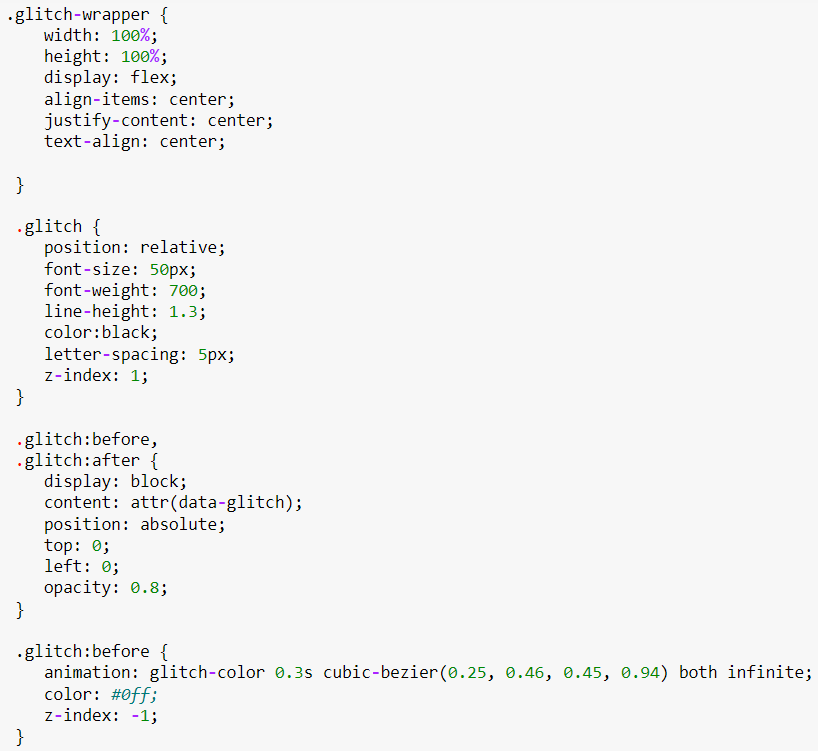 .glitch-wrapper {
width: 100%;
height: 100%;
display: flex;
align-items: center;
justify-content: center;
text-align: center;
}
.glitch {
position: relative;
font-size: 50px;
font-weight: 700;
line-height: 1.3;
color:black;
letter-spacing: 5px;
z-index: 1;
}
.glitch:before,
.glitch:after {
display: block;
content: attr(data-glitch);
position: absolute;
top: 0;
left: 0;
opacity: 0.8;
}
.glitch:before {
animation: glitch-color 0.3s cubic-bezier(0.25, 0.46, 0.45, 0.94) both infinite;
color: #0ff;
z-index: -1;
}